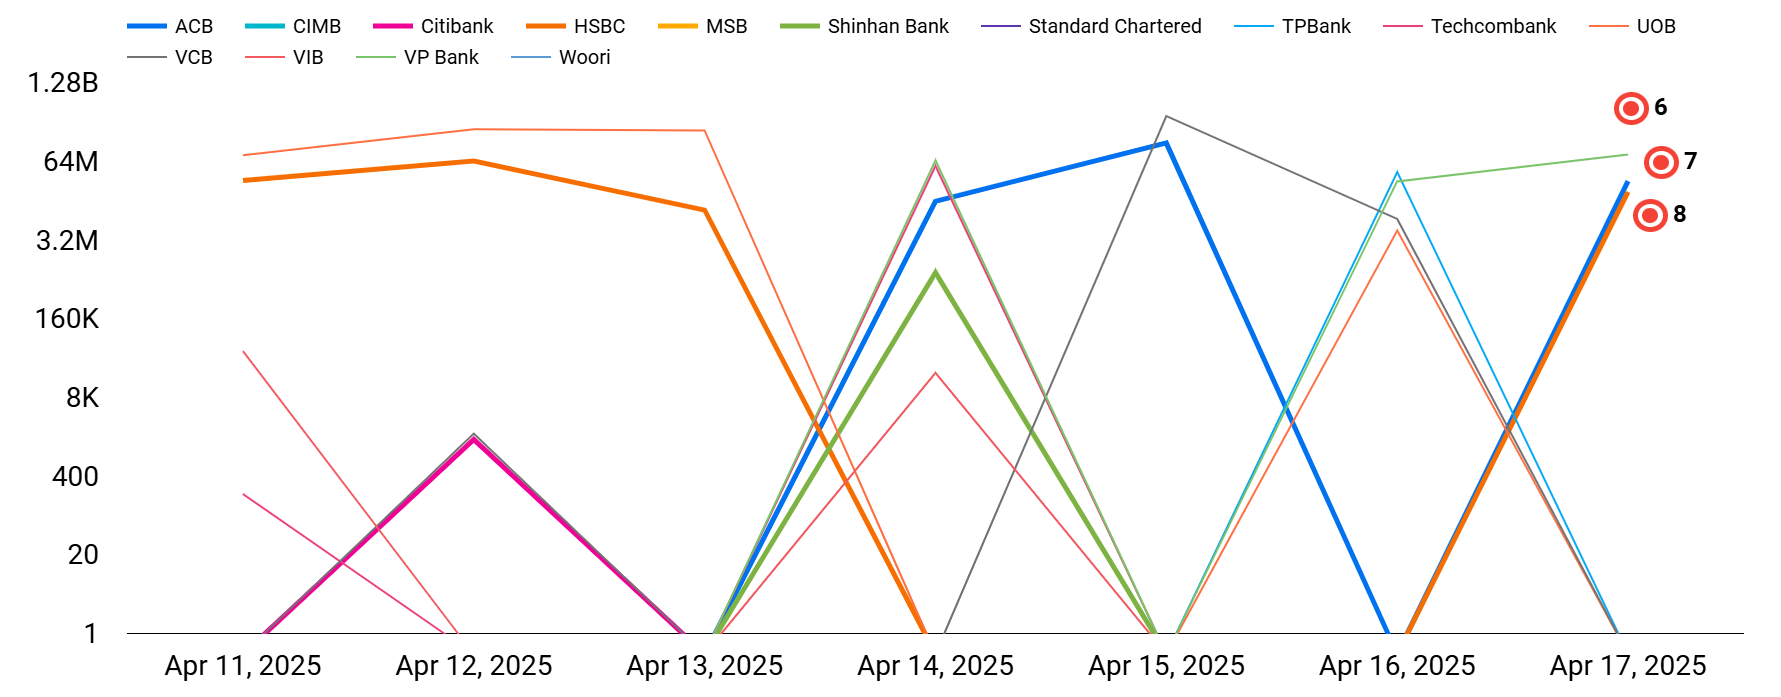 ACB CIMB Citibank HSBC MSB Shinhan Bank Standard Chartered TPBank Techcombank UOB
VCB VIB VP Bank Woori
1.28B
6
64M
7
8
3.2M
160K
8K
400
20
1
Apr 11, 2025 Apr 12, 2025 Apr 13, 2025 Apr 14, 2025 Apr 15, 2025 Apr 16, 2025 Apr 17, 2025